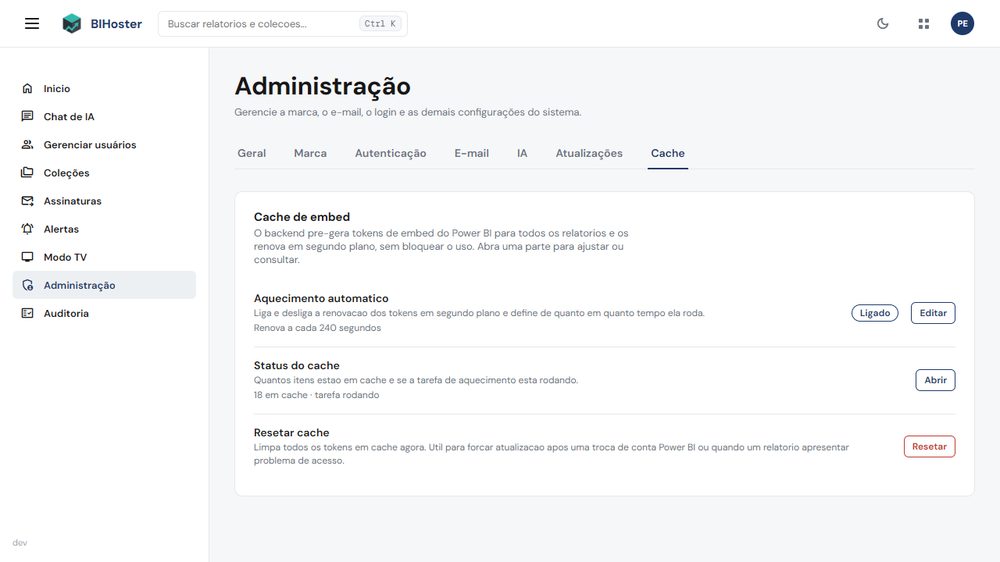 BIHoster
Buscar relatorios e colecoes...
Ctrl K
PE
Inicio
Chat de IA
Gerenciar usuários
Coleções
Assinaturas
Alertas
Modo TV
Administração
Auditoria
dev
Administração
Gerencie a marca, o e-mail, o login e as demais configurações do sistema.
Geral
Marca
Autenticação
E-mail
IA
Atualizações
Cache
Cache de embed
O backend pre-gera tokens de embed do Power BI para todos os relatorios e os
renova em segundo plano, sem bloquear o uso. Abra uma parte para ajustar ou
consultar.
Aquecimento automatico
Liga e desliga a renovacao dos tokens em segundo plano e define de quanto em quanto tempo ela roda.
Renova a cada 240 segundos
Ligado
Editar
Status do cache
Quantos itens estao em cache e se a tarefa de aquecimento esta rodando.
18 em cache · tarefa rodando
Abrir
Resetar cache
Limpa todos os tokens em cache agora. Util para forcar atualizacao apos uma troca de conta Power BI ou quando um relatorio apresentar
problema de acesso.
Resetar